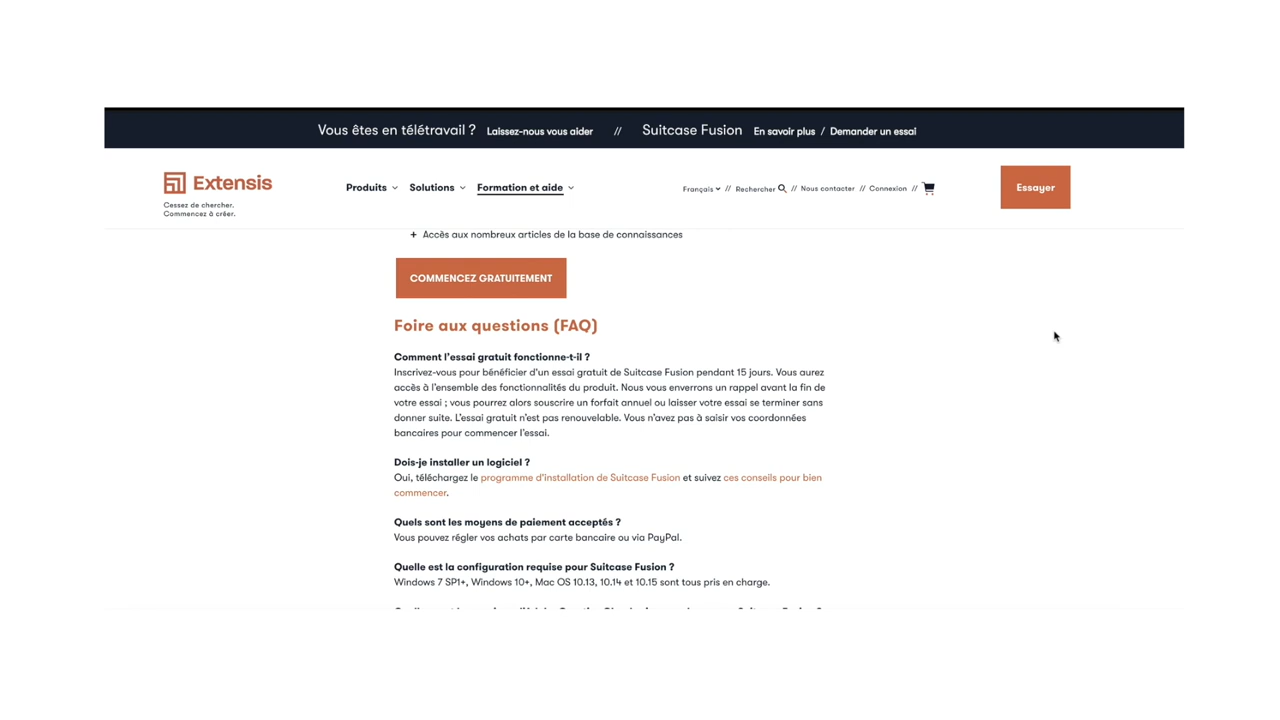 Vous êtes en télétravail ? Laissez-nous vous aider // Suitcase Fusion En savoir plus / Demander un essai
Extensis
Cessez de chercher.
Commencez à créer.
Produits Solutions Formation et aide
Français // Rechercher // Nous contacter // Connexion //
Essayer
+ Accès aux nombreux articles de la base de connaissances
COMMENCEZ GRATUITEMENT
Foire aux questions (FAQ)
Comment l'essai gratuit fonctionne-t-il ?
Inscrivez-vous pour bénéficier d'un essai gratuit de Suitcase Fusion pendant 15 jours. Vous aurez
accès à l'ensemble des fonctionnalités du produit. Nous vous enverrons un rappel avant la fin de
votre essai ; vous pourrez alors souscrire un forfait annuel ou laisser votre essai se terminer sans
donner suite. L'essai gratuit n'est pas renouvelable. Vous n'avez pas à saisir vos coordonnées
bancaires pour commencer l'essai.
Dois-je installer un logiciel ?
Oui, téléchargez le programme d'installation de Suitcase Fusion et suivez ces conseils pour bien
commencer.
Quels sont les moyens de paiement acceptés ?
Vous pouvez régler vos achats par carte bancaire ou via PayPal.
Quelle est la configuration requise pour Suitcase Fusion ?
Windows 7 SP1+, Windows 10+, Mac OS 10.13, 10.14 et 10.15 sont tous pris en charge.